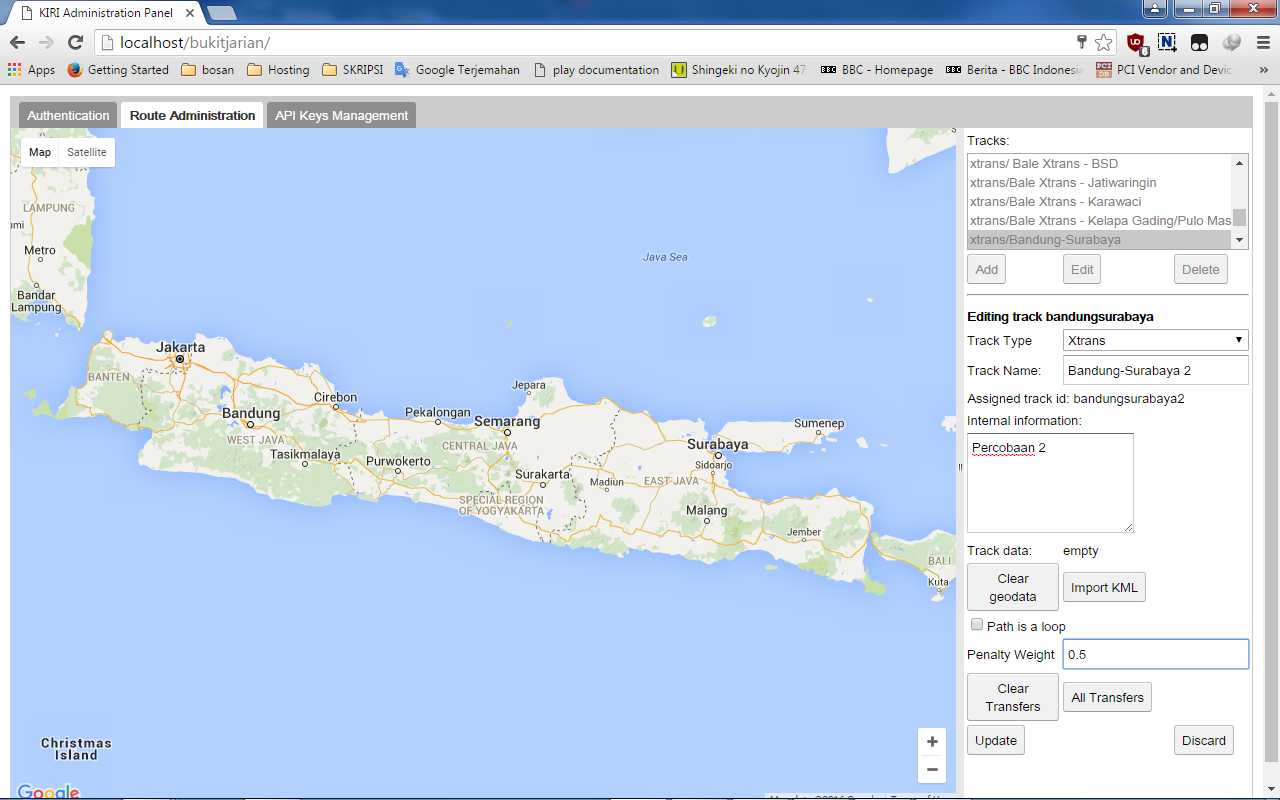 KIRI Administration Panel
localhost/bukitjarian/
Apps Getting Started bosan Hosting SKRIPSI Google Terjemahan play documentation Shingeki no Kyojin 47 BBC - Homepage Berita - BBC Indonesia PCI Vendor and Devic »
Authentication Route Administration API Keys Management
Map Satellite
LAMPUNG
Metro
Bandar
Lampung
Java Sea
Jakarta
BANTEN
Jepara
Cirebon
Bandung
Pekalongan
Semarang
Sumenep
WEST JAVA
CENTRAL JAVA
Surabaya
Tasikmalaya
Purwokerto
Sidoarjo
Surakarta
Madiun
EAST JAVA
SPECIAL REGION
OF YOGYAKARTA
Malang
Jember
BALI
Kuta
Christmas
Island
Google
+
−
Tracks:
xtrans/ Bale Xtrans - BSD
xtrans/Bale Xtrans - Jatiwaringin
xtrans/Bale Xtrans - Karawaci
xtrans/Bale Xtrans - Kelapa Gading/Pulo Mas
xtrans/Bandung-Surabaya
Add Edit Delete
Editing track bandungsurabaya
Track Type Xtrans
Track Name: Bandung-Surabaya 2
Assigned track id: bandungsurabaya2
Internal information:
Percobaan 2
Track data: empty
Clear
geodata
Import KML
Path is a loop
Penalty Weight 0.5
Clear
Transfers
All Transfers
Update Discard